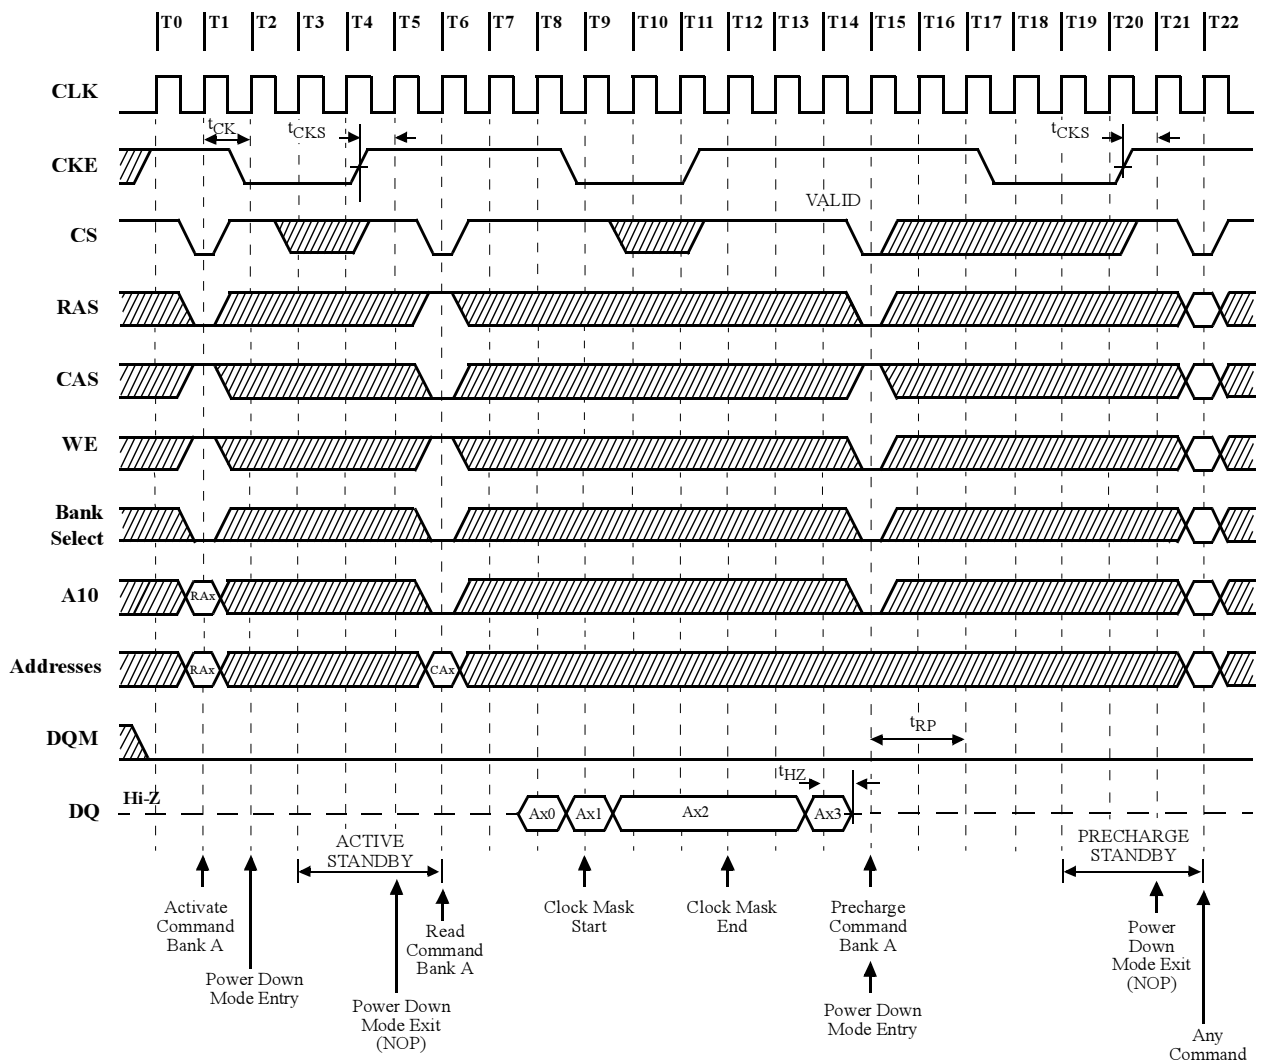 T0 T1 T2 T3 T4 T5 T6 T7 T8 T9 T10 T11 T12 T13 T14 T15 T16 T17 T18 T19 T20 T21 T22
CLK
tCK tCKS tCKS
CKE
VALID
CS
RAS
CAS
WE
Bank
Select
A10 RAx
Addresses RAx CAx
DQM tRP
tHZ
DQ Hi-Z Ax0 Ax1 Ax2 Ax3
ACTIVE
STANDBY
PRECHARGE
STANDBY
Activate
Command
Bank A
Power Down
Mode Entry
Power Down
Mode Exit
(NOP)
Read
Command
Bank A
Clock Mask
Start
Clock Mask
End
Precharge
Command
Bank A
Power Down
Mode Entry
Power
Down
Mode Exit
(NOP)
Any
Command